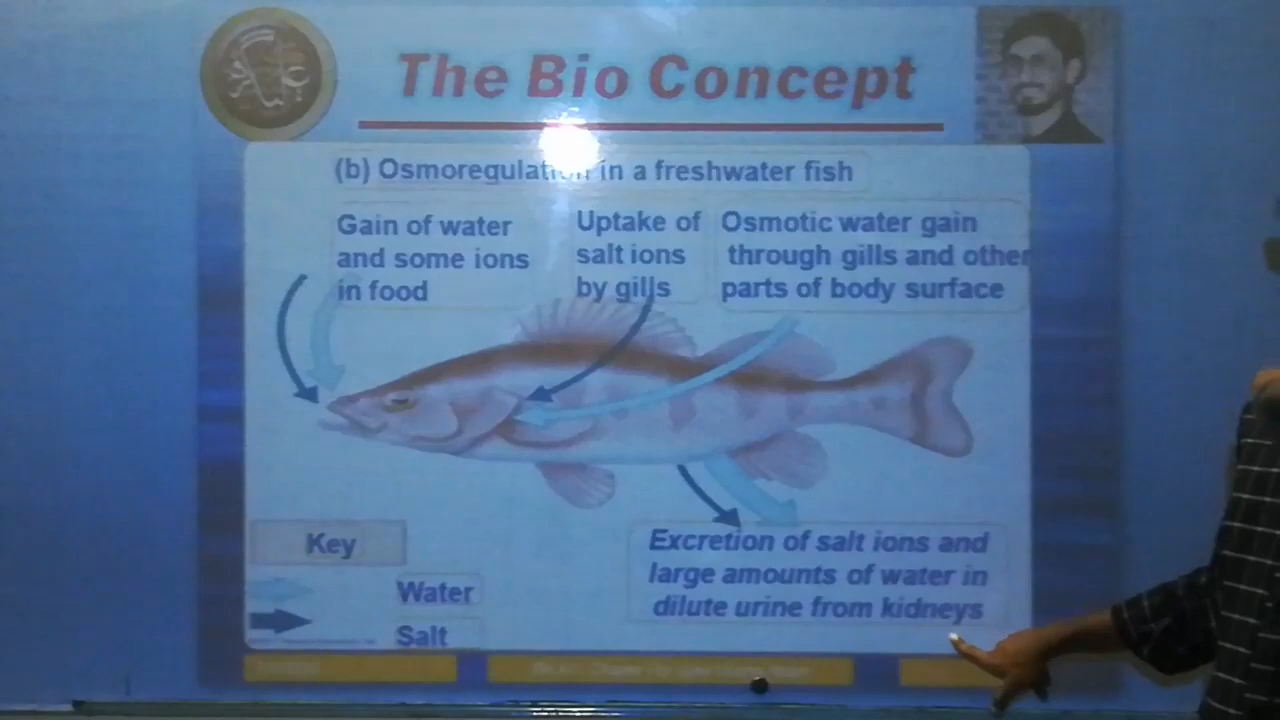 The Bio Concept
(b) Osmoregulation in a freshwater fish
Gain of water
and some ions
in food
Uptake of
salt ions
by gills
Osmotic water gain
through gills and other
parts of body surface
Key
Water
Salt
Excretion of salt ions and
large amounts of water in
dilute urine from kidneys